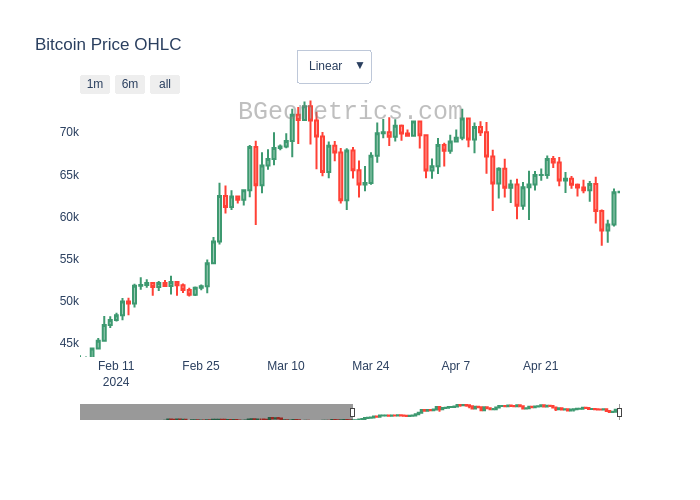 Bitcoin Price OHLC
Linear ▼
1m 6m all
BGeometrics.com
70k
65k
60k
55k
50k
45k
Feb 11 Feb 25 Mar 10 Mar 24 Apr 7 Apr 21
2024